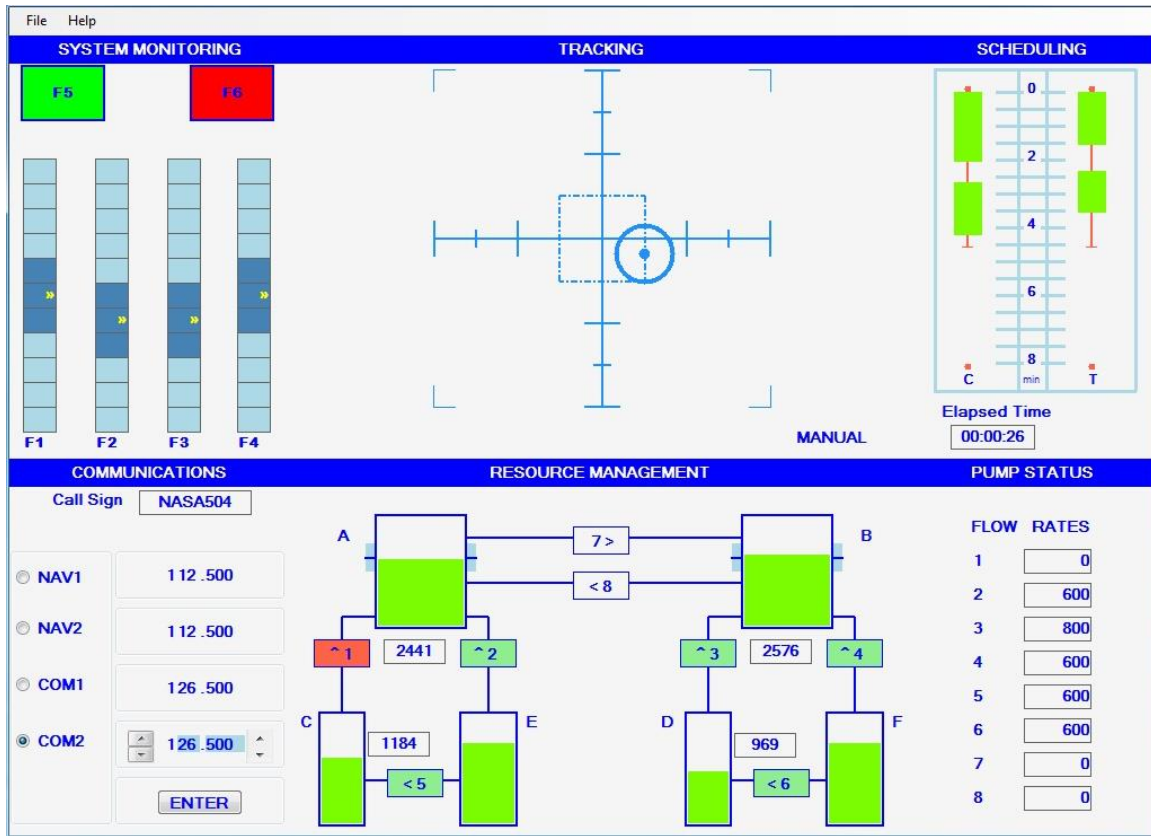 File Help
SYSTEM MONITORING
F5 F6
»
»
»
»
F1 F2 F3 F4
TRACKING
MANUAL
SCHEDULING
0
2
4
6
8
C min T
Elapsed Time
00:00:26
COMMUNICATIONS
Call Sign NASA504
NAV1 112.500
NAV2 112.500
COM1 126.500
COM2 126.500
ENTER
RESOURCE MANAGEMENT
A 7 > B
< 8
^ 1 2441 ^ 2 ^ 3 2576 ^ 4
C E D F
1184 969
< 5 < 6
PUMP STATUS
FLOW RATES
1 0
2 600
3 800
4 600
5 600
6 600
7 0
8 0